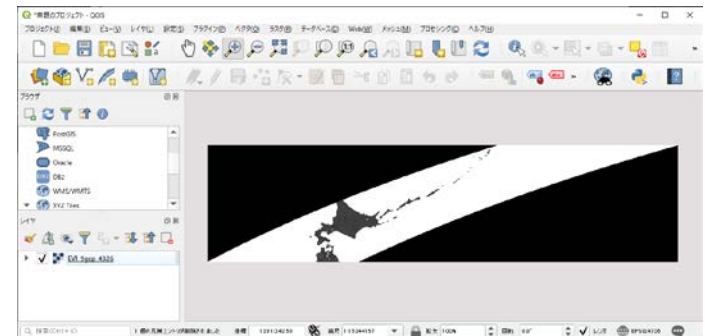 *無題のプロジェクト - QGIS
プロジェクト(J) 編集(E) ビュー(V) レイヤ(L) 設定(S) プラグイン(P) ベクタ(O) ラスタ(R) データベース(D) Web(W) メッシュ(M) プロセシング(C) ヘルプ(H)
ブラウザ
PostGIS
MSSQL
Oracle
DB2
WMS/WMTS
XYZ Tiles
レイヤ
EVI_5gou_4326
座標
縮尺
拡大 100%
回転 0.0°
レンダ
EPSG:4326